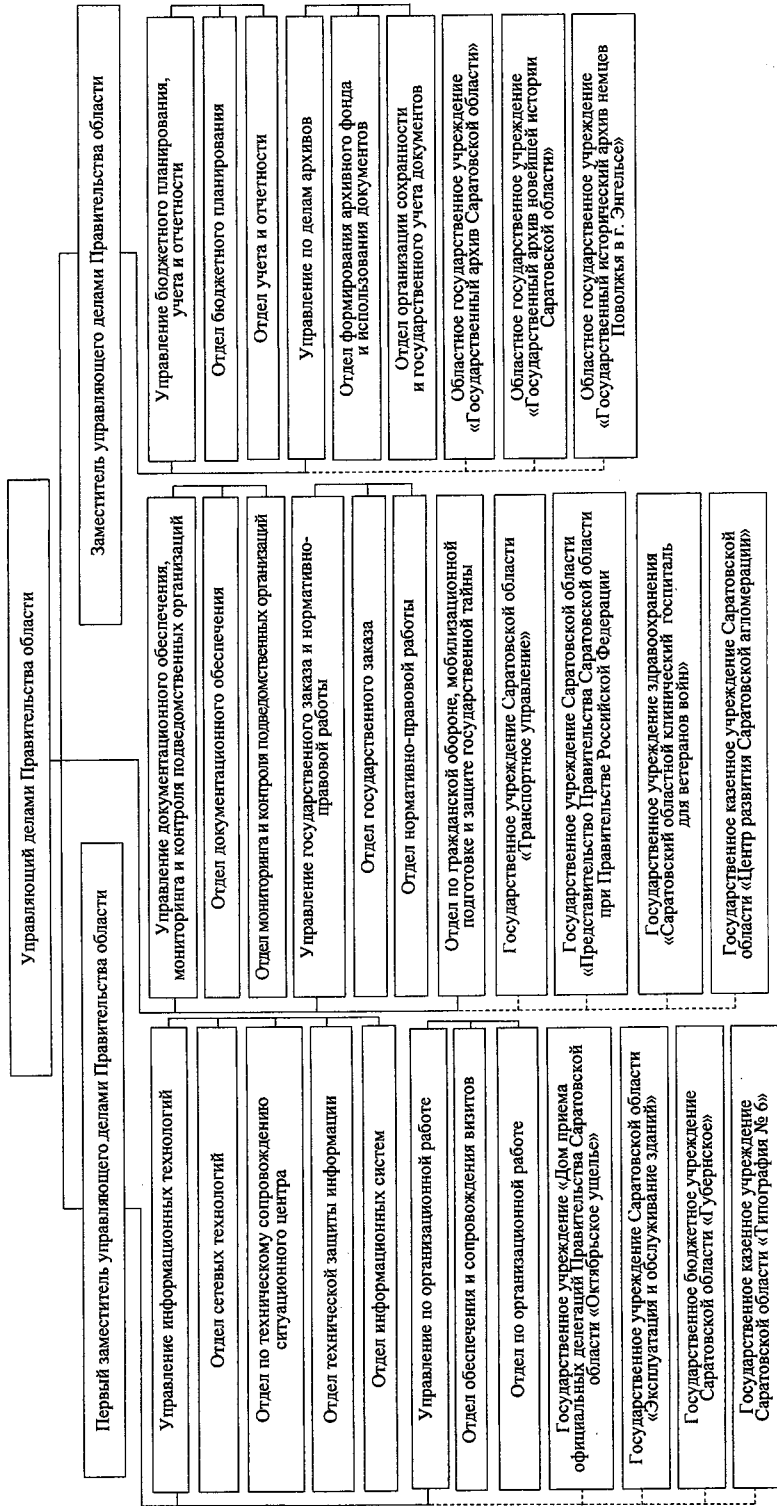 Управляющий делами Правительства области
Первый заместитель управляющего делами Правительства области
Заместитель управляющего делами Правительства области
Управление информационных технологий
Отдел сетевых технологий
Отдел по техническому сопровождению
ситуационного центра
Отдел технической защиты информации
Отдел информационных систем
Управление по организационной работе
Отдел обеспечения и сопровождения визитов
Отдел по организационной работе
Государственное учреждение «Дом приема
официальных делегаций Правительства Саратовской
области «Октябрьское ущелье»
Государственное учреждение Саратовской области
«Эксплуатация и обслуживание зданий»
Государственное бюджетное учреждение
Саратовской области «Губернское»
Государственное казенное учреждение
Саратовской области «Типография № 6»
Управление документационного обеспечения,
мониторинга и контроля подведомственных организаций
Отдел документационного обеспечения
Отдел мониторинга и контроля подведомственных организаций
Управление государственного заказа и нормативно-
правовой работы
Отдел государственного заказа
Отдел нормативно-правовой работы
Отдел по гражданской обороне, мобилизационной
подготовке и защите государственной тайны
Государственное учреждение Саратовской области
«Транспортное управление»
Государственное учреждение Саратовской области
«Представительство Правительства Саратовской области
при Правительстве Российской Федерации
Государственное учреждение здравоохранения
«Саратовский областной клинический госпиталь
для ветеранов войн»
Государственное казенное учреждение Саратовской
области «Центр развития Саратовской агломерации»
Управление бюджетного планирования,
учета и отчетности
Отдел бюджетного планирования
Отдел учета и отчетности
Управление по делам архивов
Отдел формирования архивного фонда
и использования документов
Отдел организации сохранности
и государственного учета документов
Областное государственное учреждение
«Государственный архив Саратовской области»
Областное государственное учреждение
«Государственный архив новейшей истории
Саратовской области»
Областное государственное учреждение
«Государственный исторический архив немцев
Поволжья в г. Энгельсе»